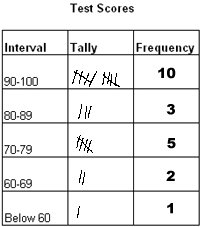 Test Scores
Interval Tally Frequency
90-100 10
80-89 3
70-79 5
60-69 2
Below 60 1